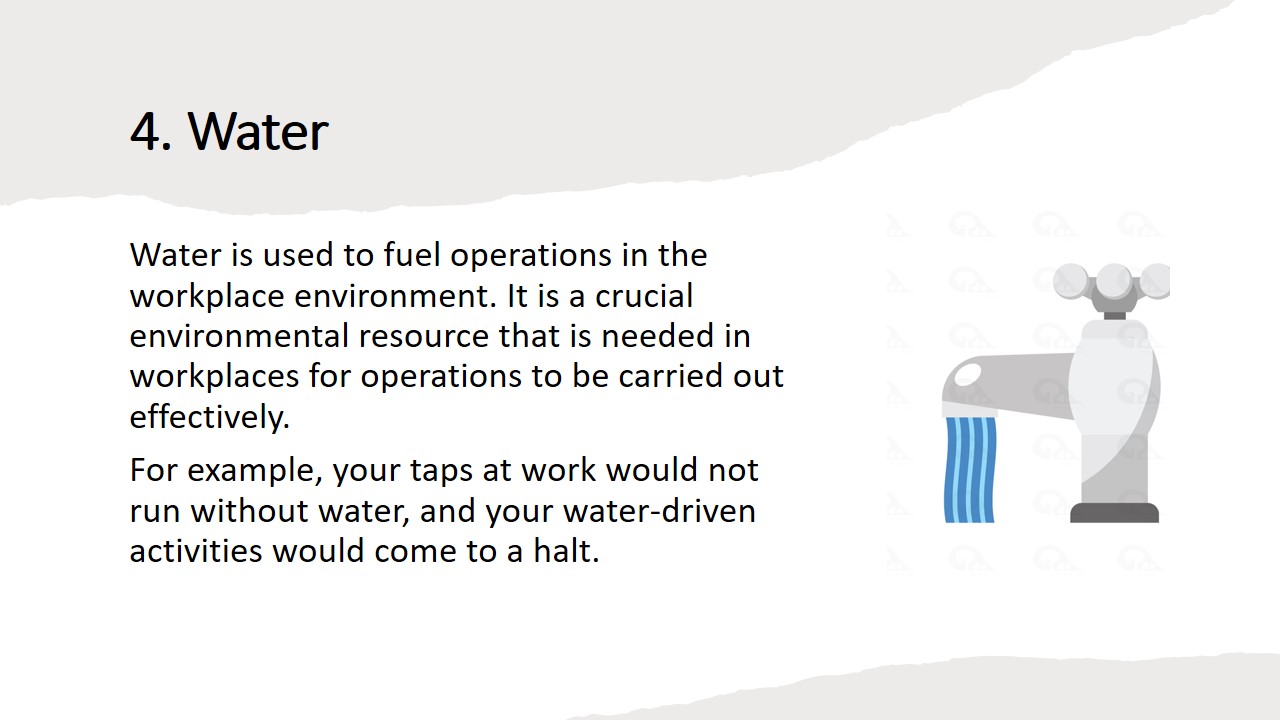 4. Water
Water is used to fuel operations in the
workplace environment. It is a crucial
environmental resource that is needed in
workplaces for operations to be carried out
effectively.
For example, your taps at work would not
run without water, and your water-driven
activities would come to a halt.